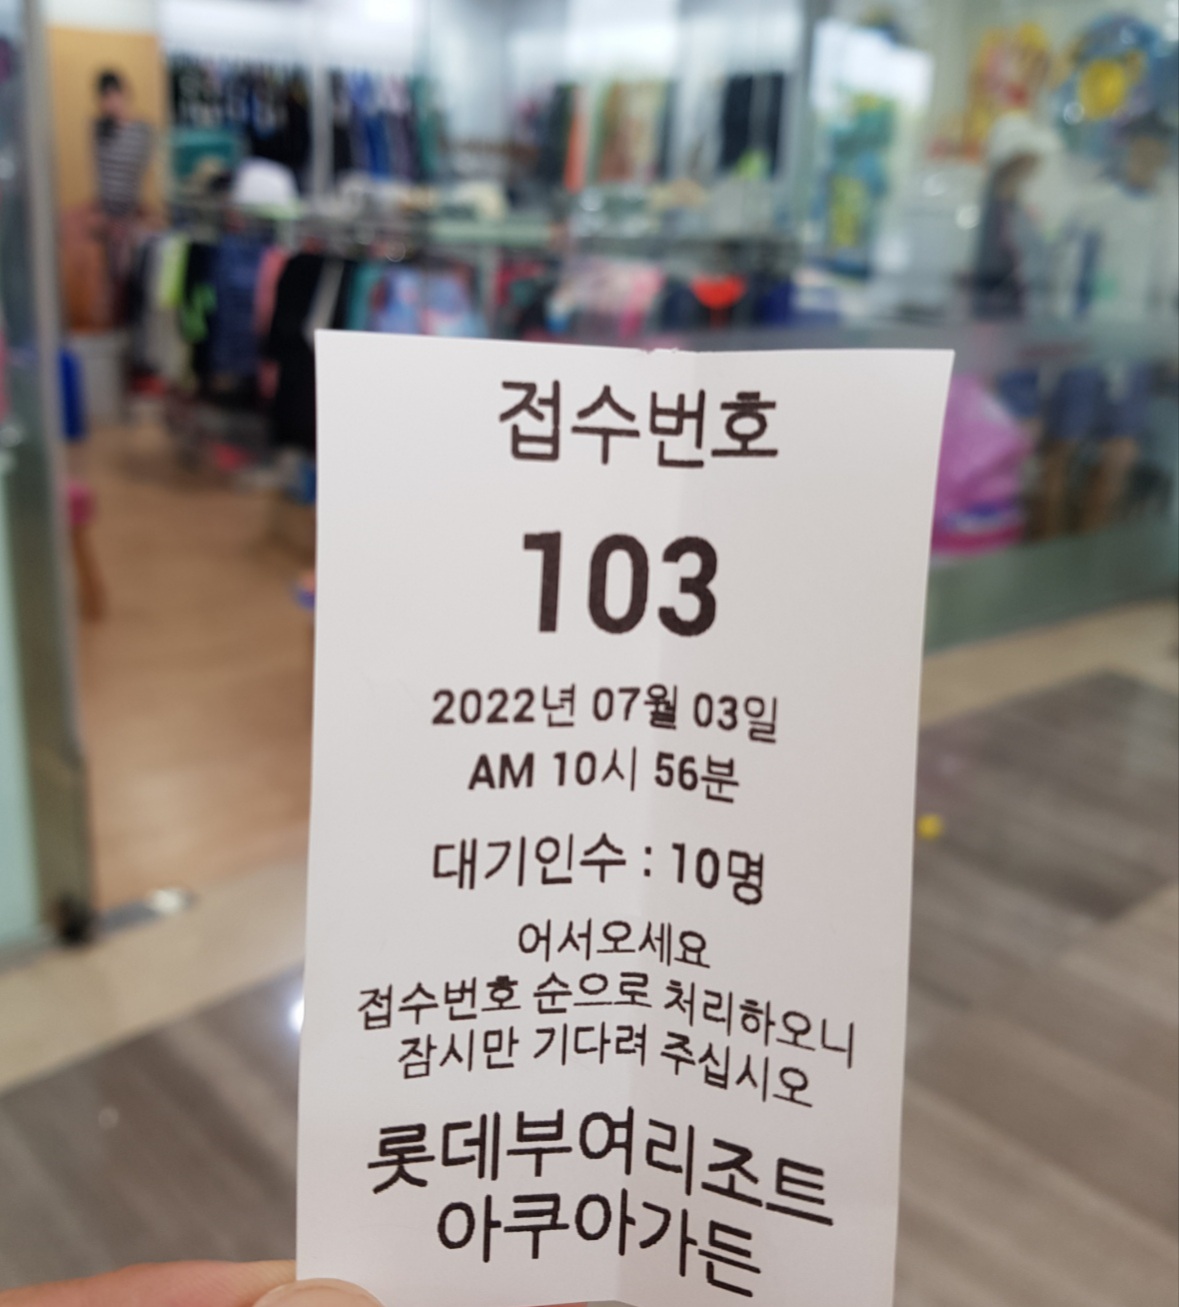 접수번호
103
2022년 07월 03일
AM 10시 56분
대기인수 : 10명
어서오세요
접수번호 순으로 처리하오니
잠시만 기다려 주십시오
롯데부여리조트
아쿠아가든